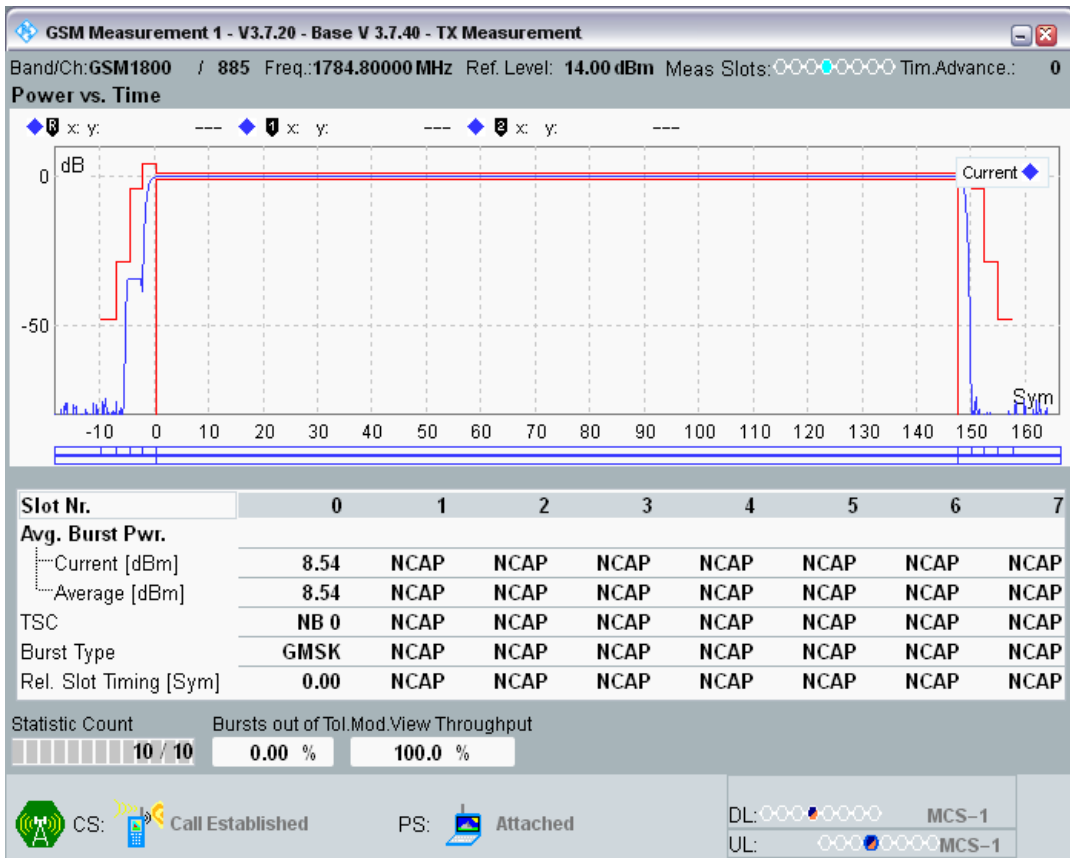 GSM Measurement 1 - V3.7.20 - Base V 3.7.40 - TX Measurement
Band/Ch:GSM1800 / 885 Freq.:1784.80000 MHz Ref. Level: 14.00 dBm Meas Slots: Tim.Advance.: 0
Power vs. Time
R x: y: --- 1 x: y: --- 2 x: y: ---
dB
Current
0
-50
Sym
-10 0 10 20 30 40 50 60 70 80 90 100 110 120 130 140 150 160
Slot Nr. 0 1 2 3 4 5 6 7
Avg. Burst Pwr.
Current [dBm] 8.54 NCAP NCAP NCAP NCAP NCAP NCAP NCAP
Average [dBm] 8.54 NCAP NCAP NCAP NCAP NCAP NCAP NCAP
TSC NB 0 NCAP NCAP NCAP NCAP NCAP NCAP NCAP
Burst Type GMSK NCAP NCAP NCAP NCAP NCAP NCAP NCAP
Rel. Slot Timing [Sym] 0.00 NCAP NCAP NCAP NCAP NCAP NCAP NCAP
Statistic Count Bursts out of Tol.Mod.View Throughput
10 / 10 0.00 % 100.0 %
CS: Call Established PS: Attached
DL: MCS-1
UL: MCS-1